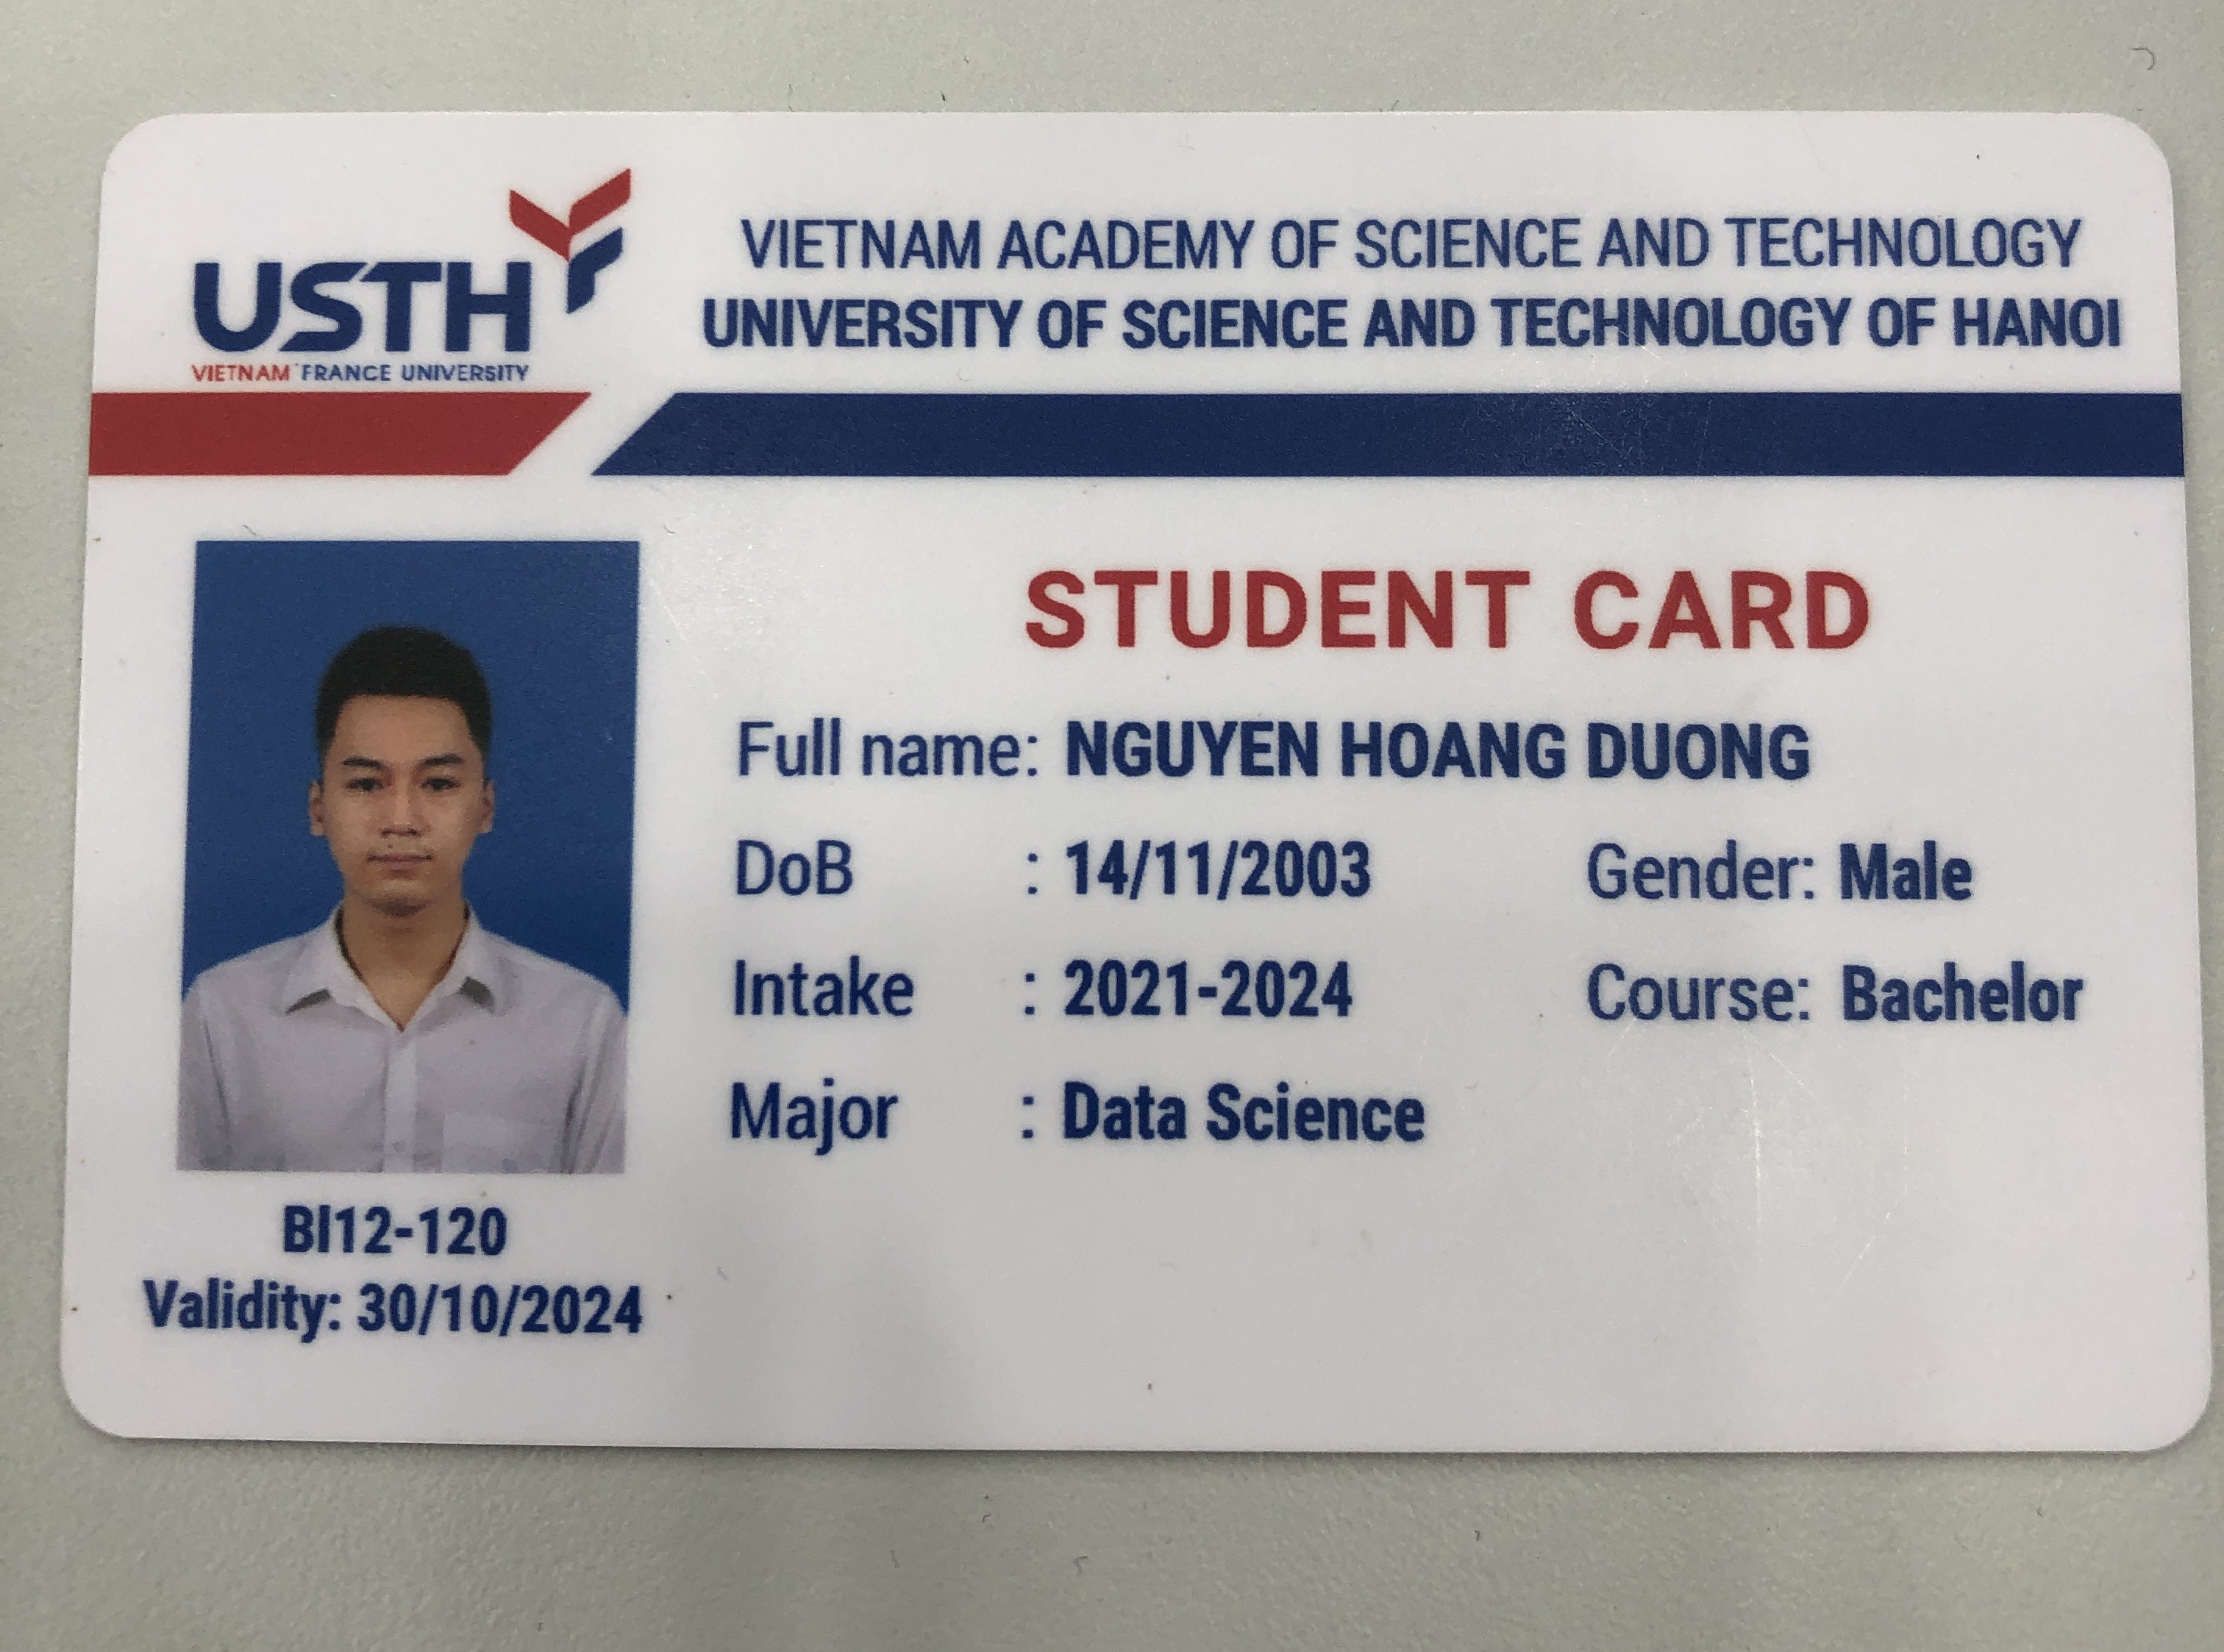 USTH
VIETNAM FRANCE UNIVERSITY
VIETNAM ACADEMY OF SCIENCE AND TECHNOLOGY
UNIVERSITY OF SCIENCE AND TECHNOLOGY OF HANOI
STUDENT CARD
Full name: NGUYEN HOANG DUONG
DoB : 14/11/2003 Gender: Male
Intake : 2021-2024 Course: Bachelor
Major : Data Science
BI12-120
Validity: 30/10/2024